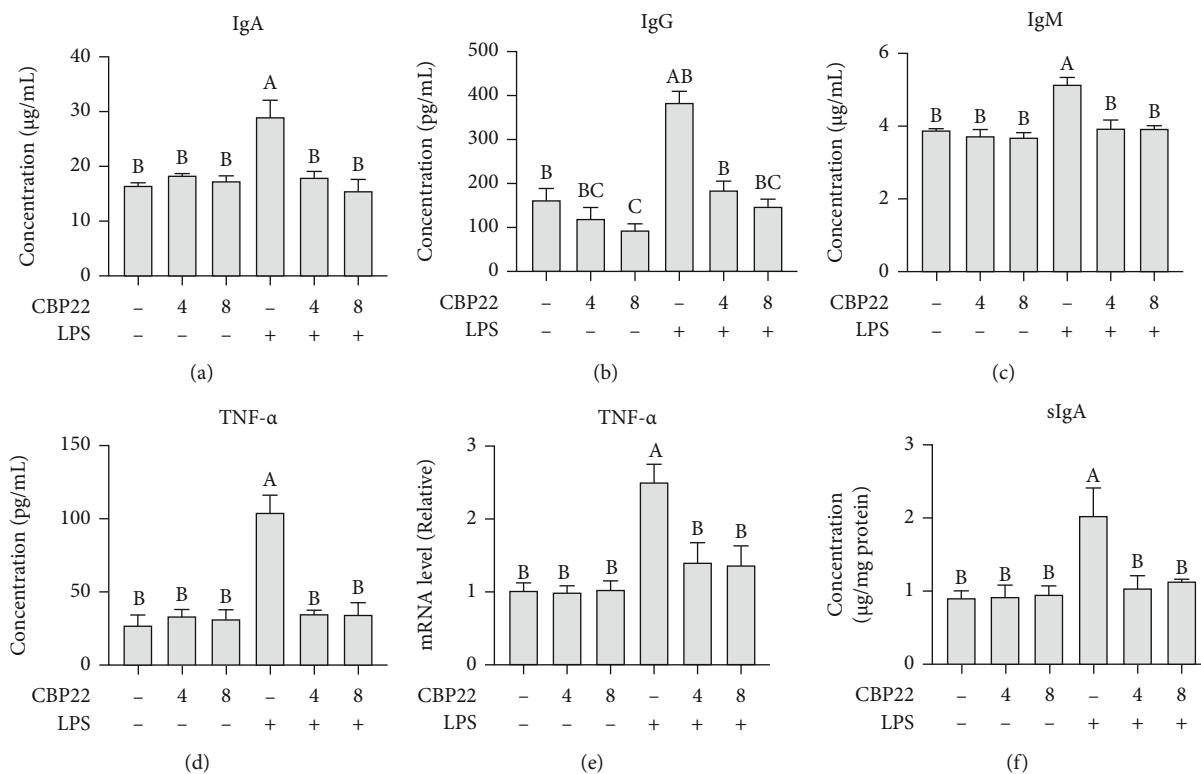 IgA
Concentration (μg/mL)
40
30
20
10
0
B B B A B B
CBP22 – 4 8 – 4 8
LPS – – – + + +
(a)
IgG
Concentration (pg/mL)
500
400
300
200
100
0
B BC C AB B BC
CBP22 – 4 8 – 4 8
LPS – – – + + +
(b)
IgM
Concentration (μg/mL)
6
4
2
0
B B B A B B
CBP22 – 4 8 – 4 8
LPS – – – + + +
(c)
TNF-α
Concentration (pg/mL)
150
100
50
0
B B B A B B
CBP22 – 4 8 – 4 8
LPS – – – + + +
(d)
TNF-α
mRNA level (Relative)
3
2
1
0
B B B A B B
CBP22 – 4 8 – 4 8
LPS – – – + + +
(e)
sIgA
Concentration
(μg/mg protein)
3
2
1
0
B B B A B B
CBP22 – 4 8 – 4 8
LPS – – – + + +
(f)